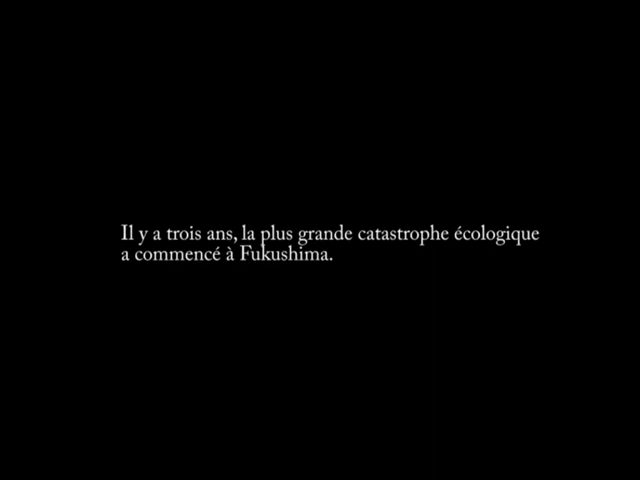 Il y a trois ans, la plus grande catastrophe écologique
a commencé à Fukushima.